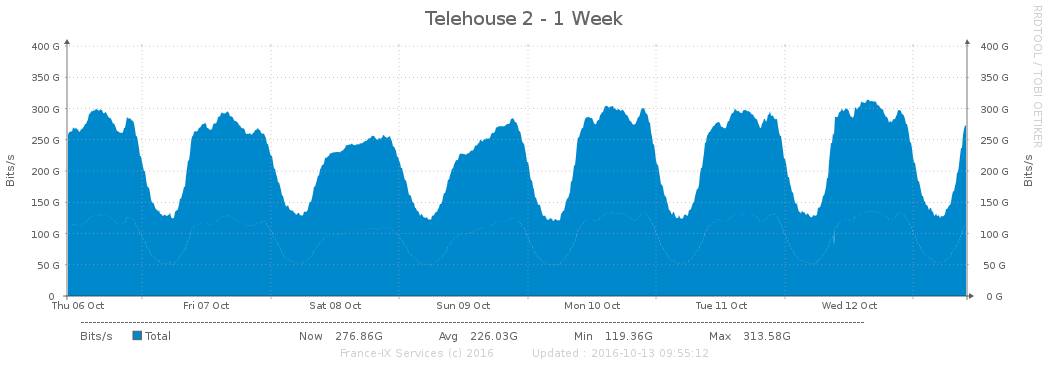 Telehouse 2 - 1 Week
RRDTOOL / TOBI OETIKER
Bits/s
400 G
350 G
300 G
250 G
200 G
150 G
100 G
50 G
0
400 G
350 G
300 G
250 G
200 G
150 G
100 G
50 G
0 G
Bits/s
Thu 06 Oct Fri 07 Oct Sat 08 Oct Sun 09 Oct Mon 10 Oct Tue 11 Oct Wed 12 Oct
Bits/s Total Now 276.86G Avg 226.03G Min 119.36G Max 313.58G
France-IX Services (c) 2016 Updated : 2016-10-13 09:55:12